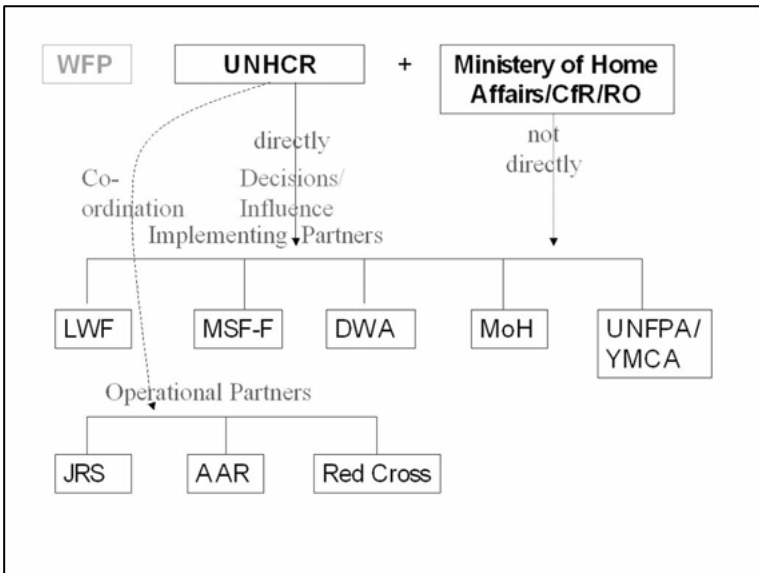 WFP
UNHCR
+
Ministery of Home
Affairs/CfR/RO
directly
not
directly
Co-
ordination
Decisions/
Influence
Implementing Partners
LWF
MSF-F
DWA
MoH
UNFPA/
YMCA
Operational Partners
JRS
AAR
Red Cross